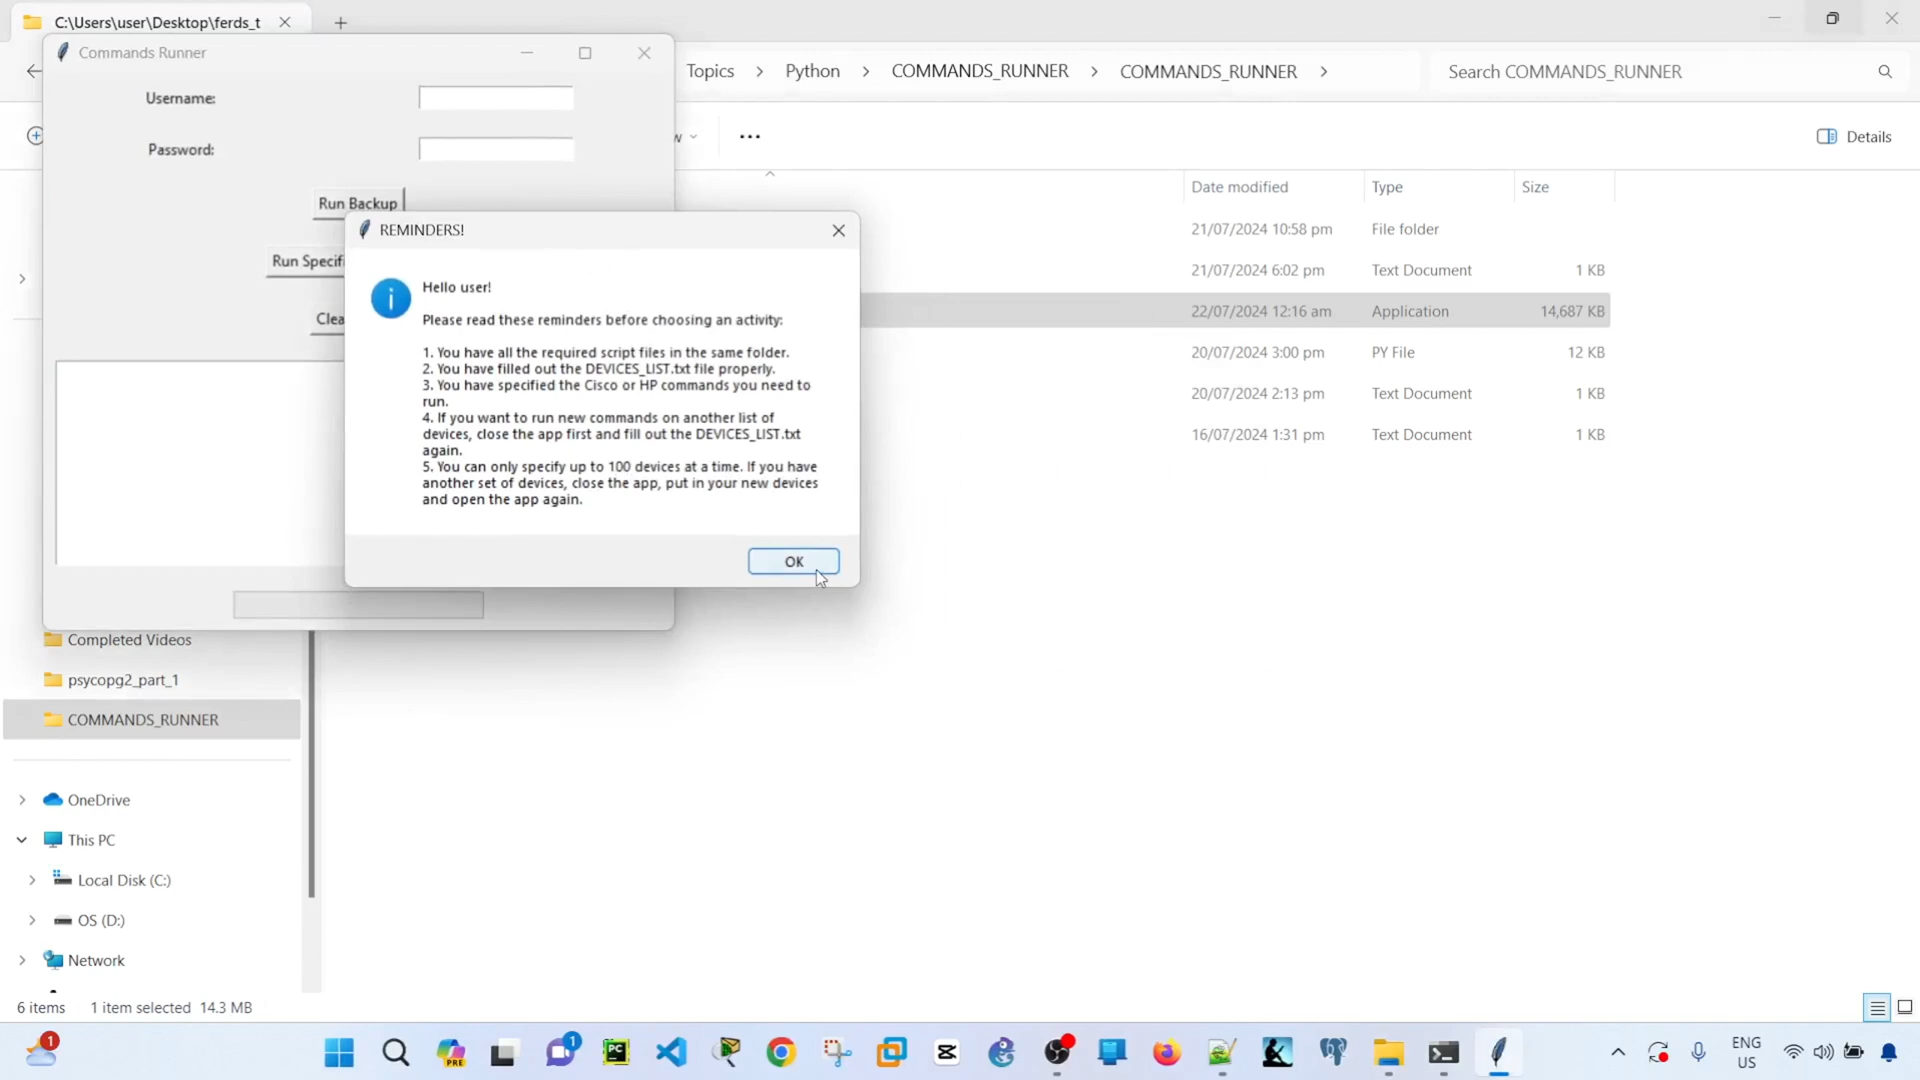 C:\Users\user\Desktop\ferds_t
Commands Runner
Topics > Python > COMMANDS_RUNNER > COMMANDS_RUNNER >
Search COMMANDS_RUNNER
Username:
Password:
Details
Run Backup
Date modified
Type
Size
REMINDERS!
21/07/2024 10:58 pm File folder
Run Specifi
21/07/2024 6:02 pm Text Document 1 KB
Clea
22/07/2024 12:16 am Application 14,687 KB
20/07/2024 3:00 pm PY File 12 KB
20/07/2024 2:13 pm Text Document 1 KB
16/07/2024 1:31 pm Text Document 1 KB
Hello user!
Please read these reminders before choosing an activity:
1. You have all the required script files in the same folder.
2. You have filled out the DEVICES_LIST.txt file properly.
3. You have specified the Cisco or HP commands you need to
run.
4. If you want to run new commands on another list of
devices, close the app first and fill out the DEVICES_LIST.txt
again.
5. You can only specify up to 100 devices at a time. If you have
another set of devices, close the app, put in your new devices
and open the app again.
OK
Completed Videos
psycopg2_part_1
COMMANDS_RUNNER
OneDrive
This PC
Local Disk (C:)
OS (D:)
Network
6 items 1 item selected 14.3 MB
1
PRE
1
PC
ENG
US